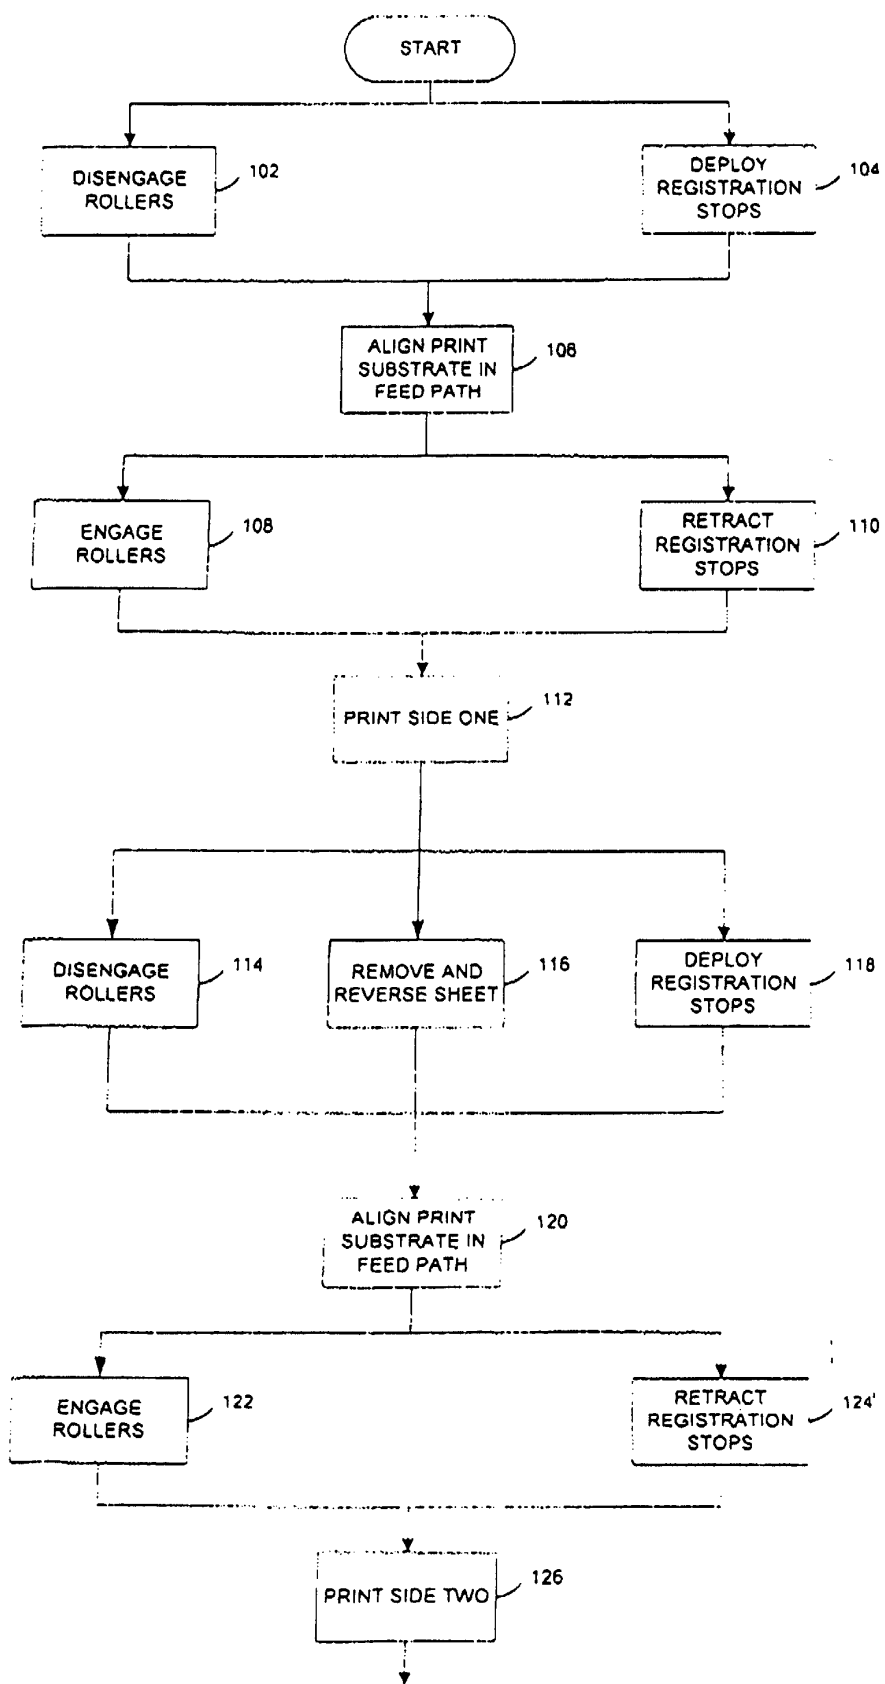 START
DISENGAGE
ROLLERS
102
DEPLOY
REGISTRATION
STOPS
104
ALIGN PRINT
SUBSTRATE IN
FEED PATH
106
ENGAGE
ROLLERS
108
RETRACT
REGISTRATION
STOPS
110
PRINT SIDE ONE
112
DISENGAGE
ROLLERS
114
REMOVE AND
REVERSE SHEET
116
DEPLOY
REGISTRATION
STOPS
118
ALIGN PRINT
SUBSTRATE IN
FEED PATH
120
ENGAGE
ROLLERS
122
RETRACT
REGISTRATION
STOPS
124'
PRINT SIDE TWO
126